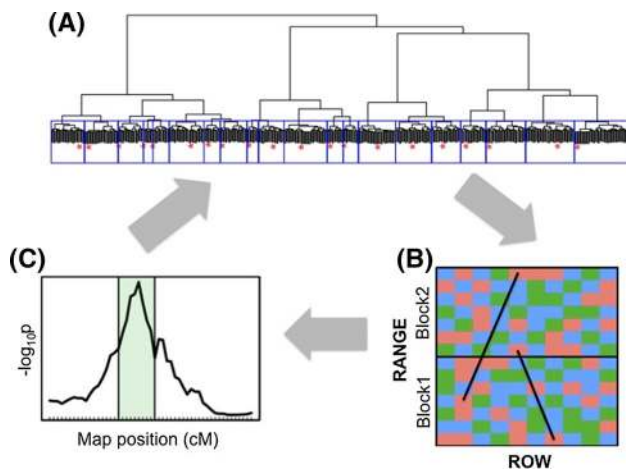 (A)
(C)
-log10p
Map position (cM)
(B)
RANGE
Block2
Block1
ROW